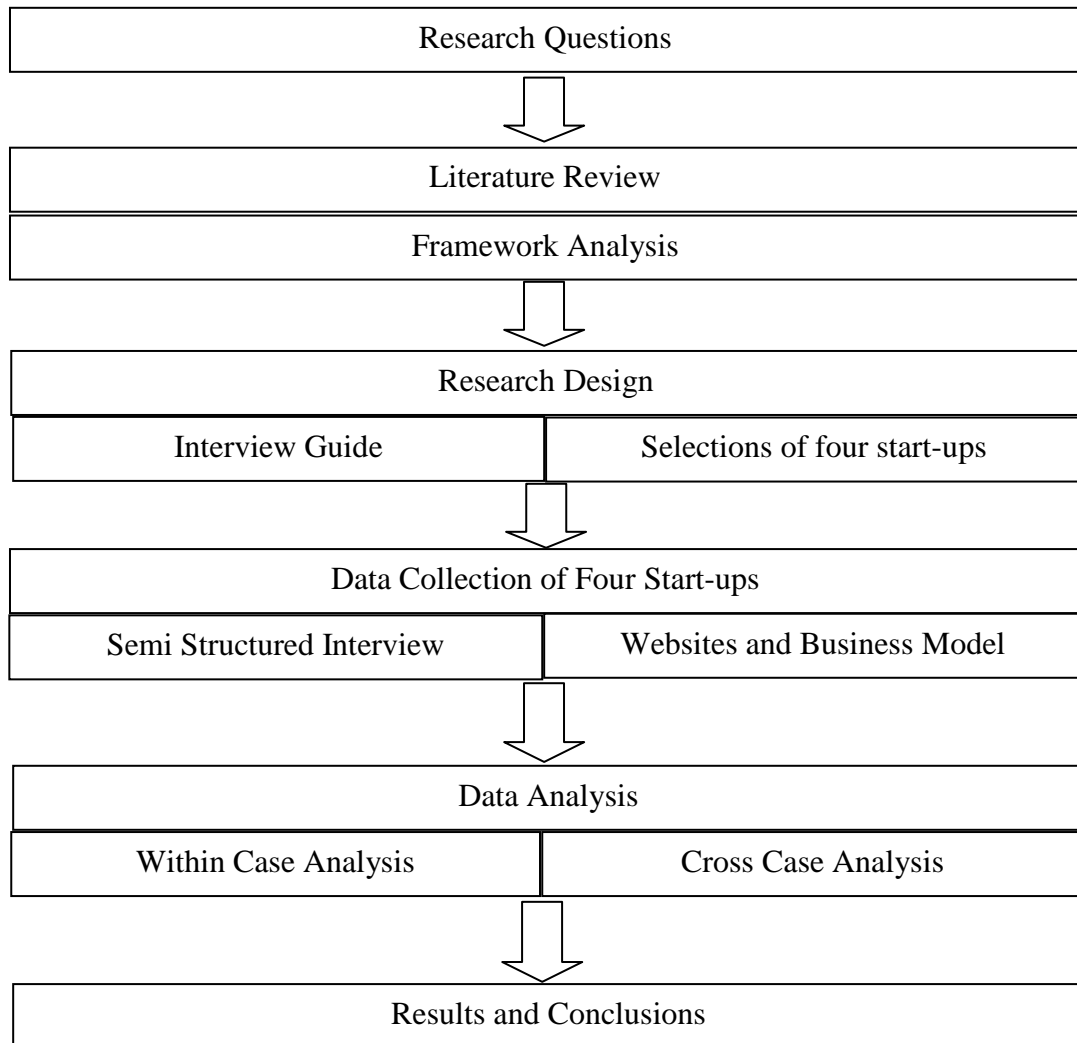 Research Questions
Literature Review
Framework Analysis
Research Design
Interview Guide
Selections of four start-ups
Data Collection of Four Start-ups
Semi Structured Interview
Websites and Business Model
Data Analysis
Within Case Analysis
Cross Case Analysis
Results and Conclusions